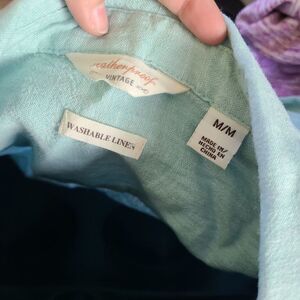 weatherproof
VINTAGE
WASHABLE LINEN
M/M
MADE IN/
HECHO EN
CHINA